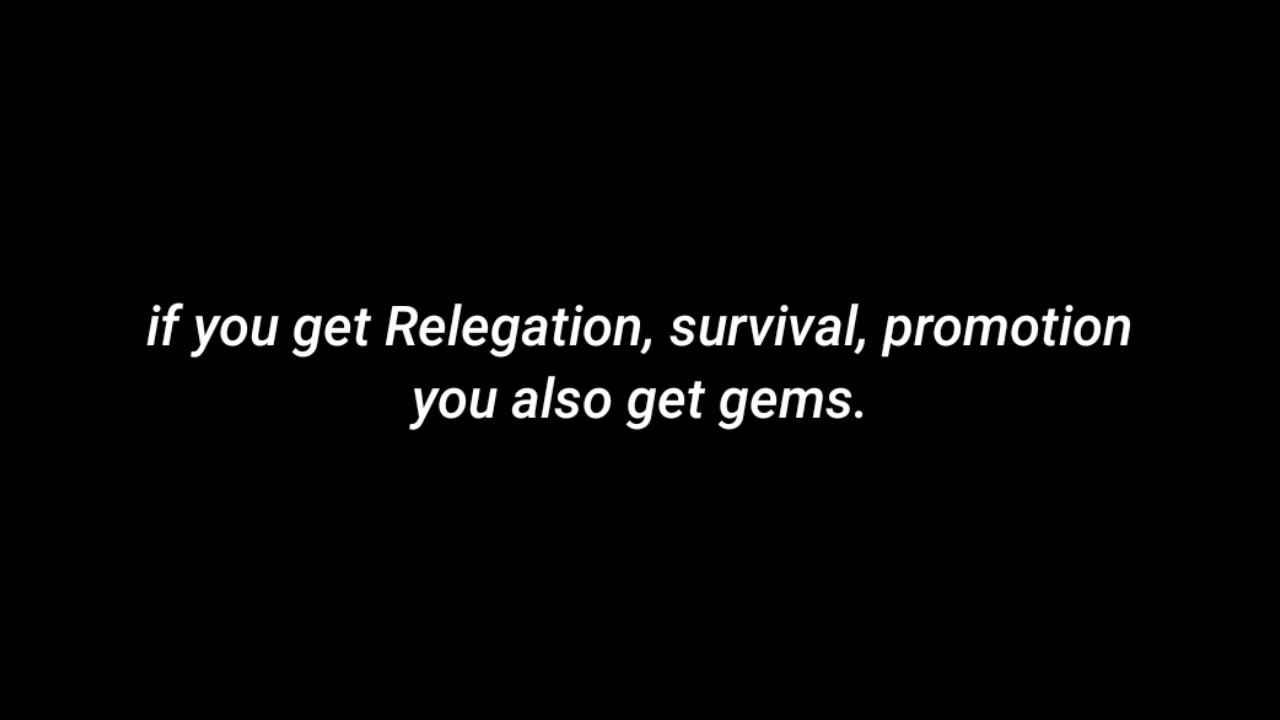 if you get Relegation, survival, promotion
you also get gems.